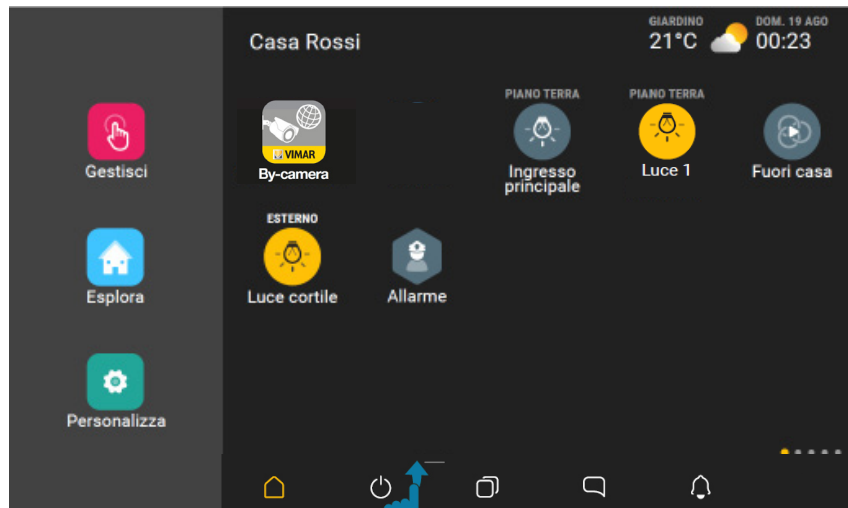 Casa Rossi
GIARDINO
21°C
DOM. 19 AGO
00:23
Gestisci
Esplora
Personalizza
VIMAR
By-camera
PIANO TERRA
Ingresso
principale
PIANO TERRA
Luce 1
Fuori casa
ESTERNO
Luce cortile
Allarme